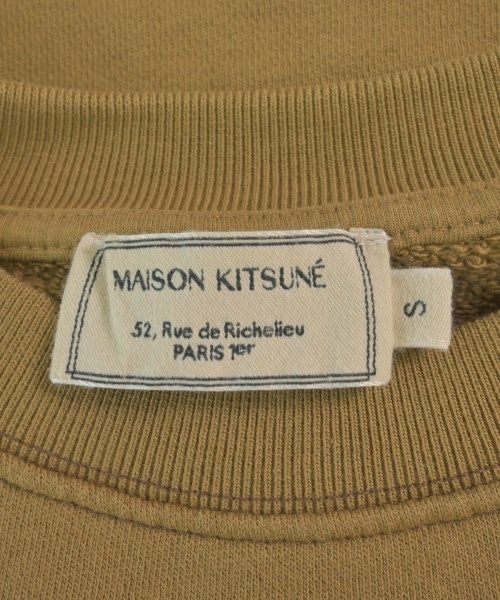 MAISON KITSUNÉ
52, Rue de Richelieu
PARIS 1er
S